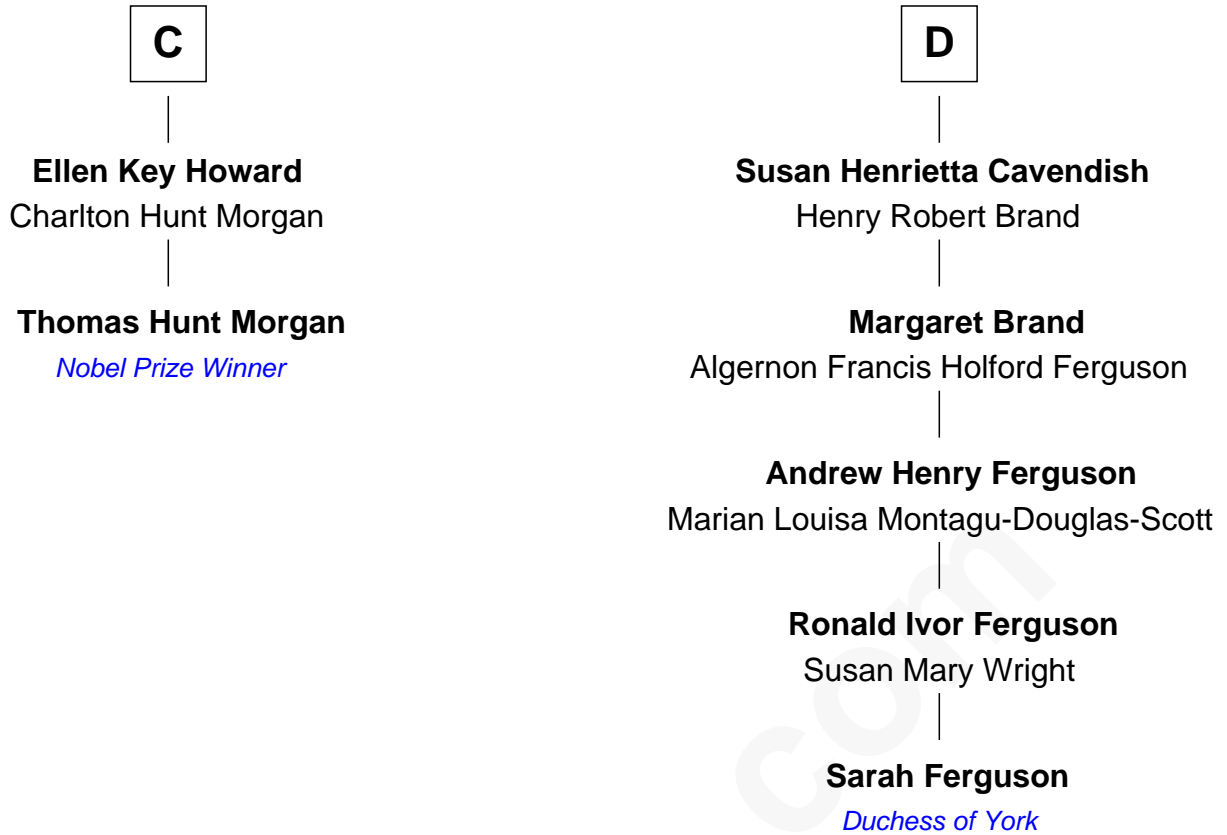 C
Ellen Key Howard
Charlton Hunt Morgan
Thomas Hunt Morgan
Nobel Prize Winner
D
Susan Henrietta Cavendish
Henry Robert Brand
Margaret Brand
Algernon Francis Holford Ferguson
Andrew Henry Ferguson
Marian Louisa Montagu-Douglas-Scott
Ronald Ivor Ferguson
Susan Mary Wright
Sarah Ferguson
Duchess of York
com